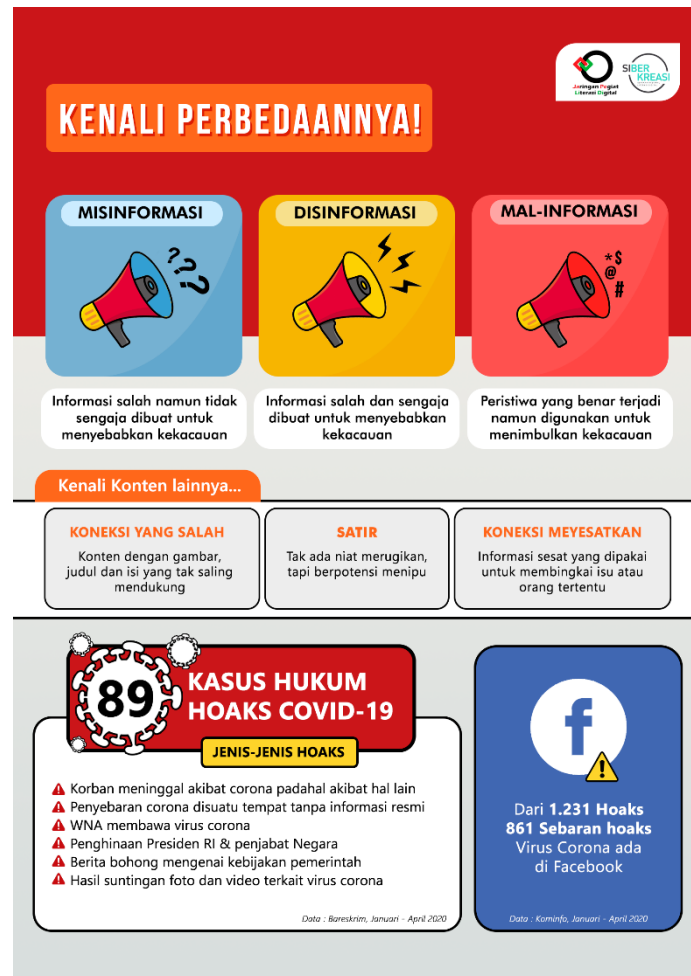 Jaringan Pegiat
Literasi Digital
SIBER
KREASI
KENALI PERBEDAANNYA!
MISINFORMASI
???
Informasi salah namun tidak
sengaja dibuat untuk
menyebabkan kekacauan
DISINFORMASI
Informasi salah dan sengaja
dibuat untuk menyebabkan
kekacauan
MAL-INFORMASI
*$
@
#
Peristiwa yang benar terjadi
namun digunakan untuk
menimbulkan kekacauan
Kenali Konten lainnya...
KONEKSI YANG SALAH
Konten dengan gambar,
judul dan isi yang tak saling
mendukung
SATIR
Tak ada niat merugikan,
tapi berpotensi menipu
KONEKSI MEYESATKAN
Informasi sesat yang dipakai
untuk membingkai isu atau
orang tertentu
89
KASUS HUKUM
HOAKS COVID-19
JENIS-JENIS HOAKS
Korban meninggal akibat corona padahal akibat hal lain
Penyebaran corona disuatu tempat tanpa informasi resmi
WNA membawa virus corona
Penghinaan Presiden RI & penjabat Negara
Berita bohong mengenai kebijakan pemerintah
Hasil suntingan foto dan video terkait virus corona
Data : Bareskrim, Januari - April 2020
f
Dari 1.231 Hoaks
861 Sebaran hoaks
Virus Corona ada
di Facebook
Data : Kominfo, Januari - April 2020